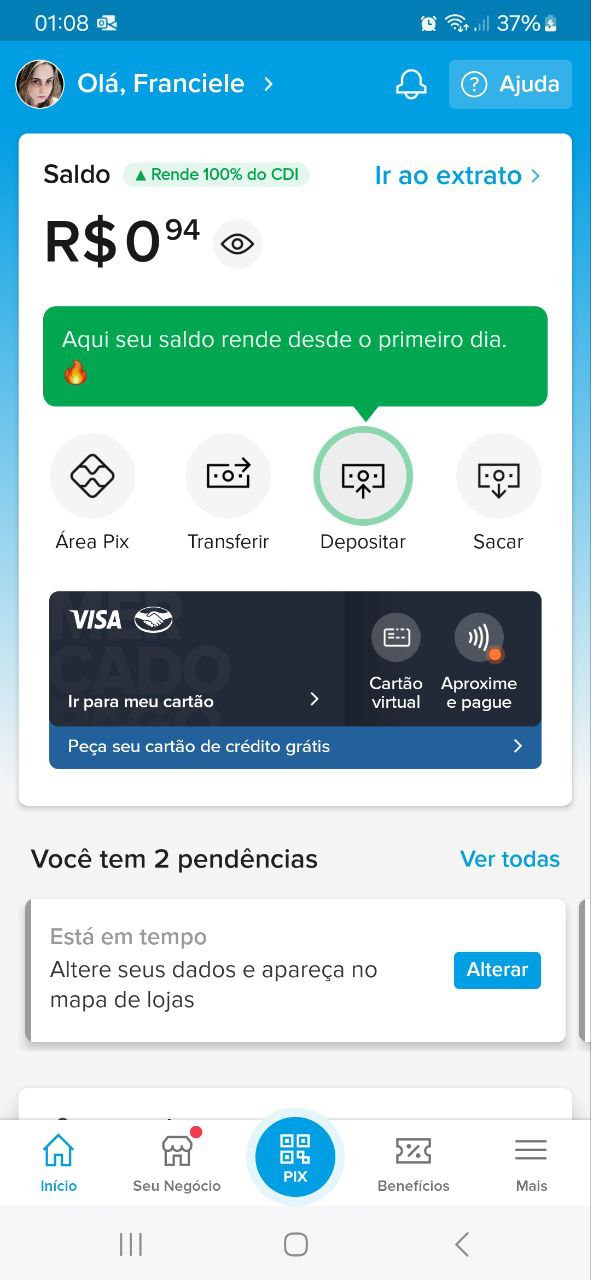 01:08
37%
Olá, Franciele
Ajuda
Saldo
Rende 100% do CDI
Ir ao extrato
R$ 0 94
Aqui seu saldo rende desde o primeiro dia.
🔥
Área Pix
Transferir
Depositar
Sacar
MER
CADO
VISA
Ir para meu cartão
Cartão
virtual
Aproxime
e pague
Peça seu cartão de crédito grátis
Você tem 2 pendências
Ver todas
Está em tempo
Altere seus dados e apareça no
mapa de lojas
Alterar
Início
Seu Negócio
PIX
Benefícios
Mais